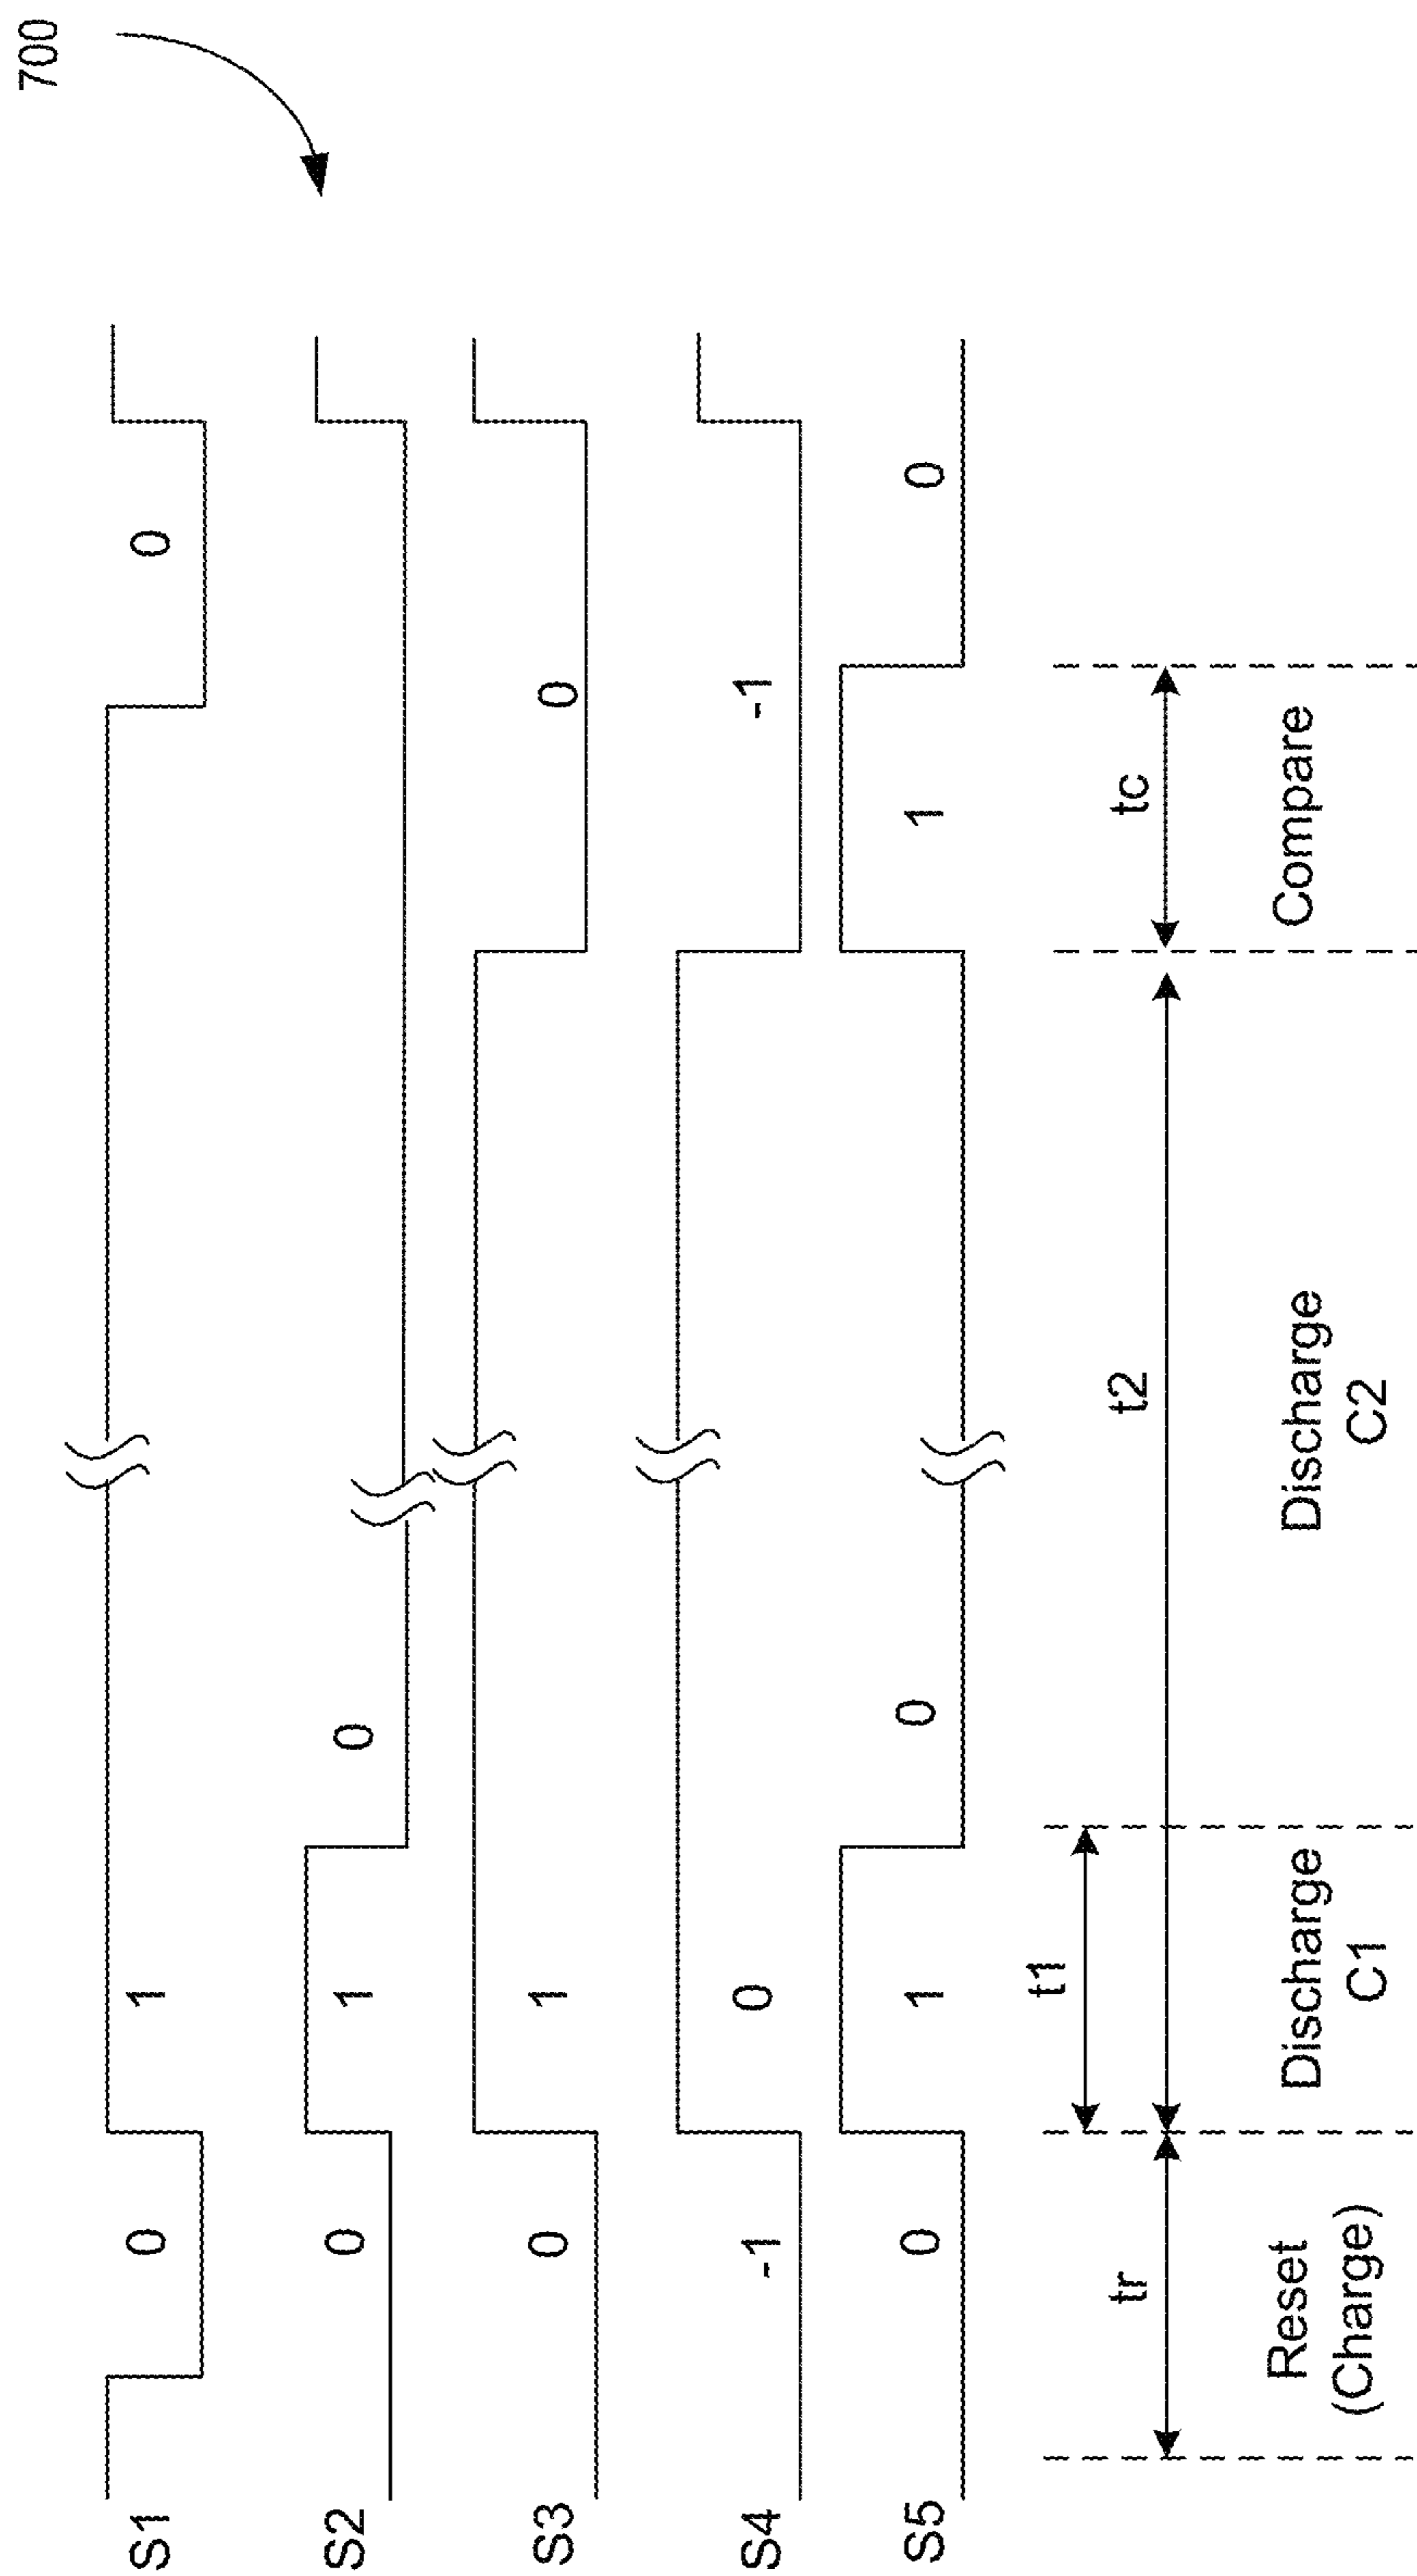 700
S1 0 1 0
S2 0 1 0
S3 0 1 0
S4 -1 0 -1
S5 0 1 0 1 0
t1
tr t2 tc
Reset
(Charge)
Discharge
C1
Discharge
C2
Compare